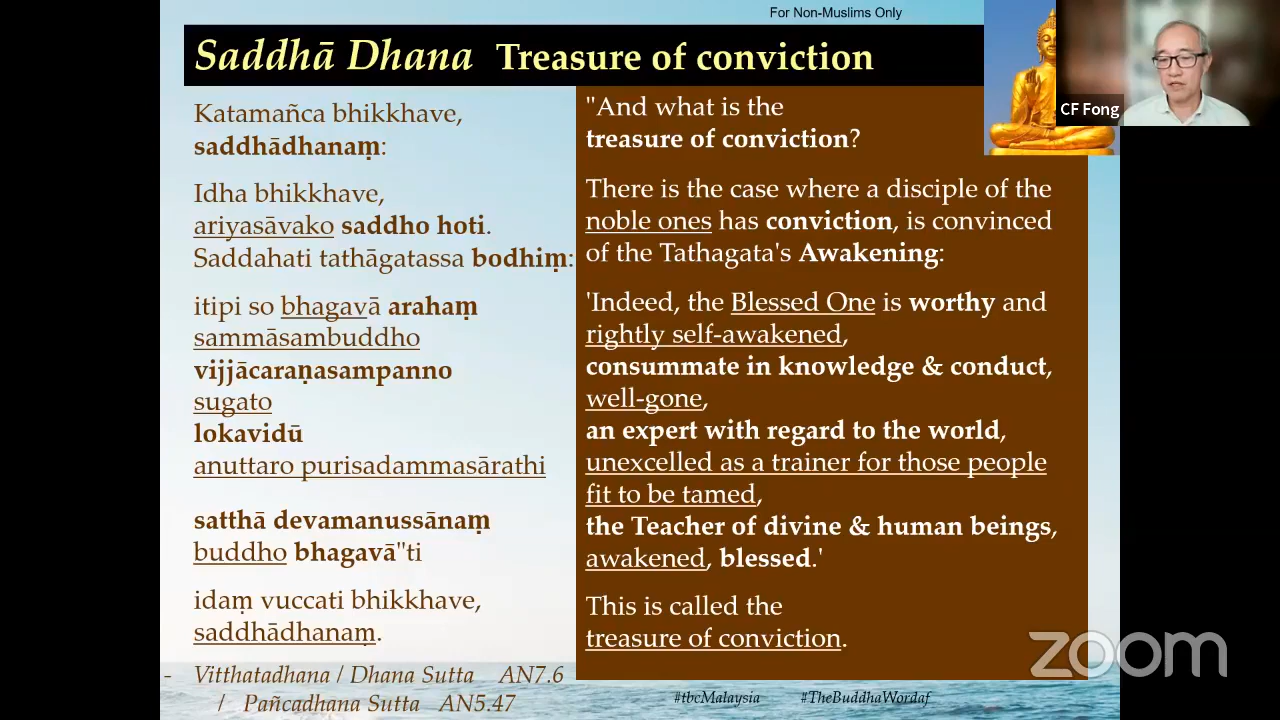 For Non-Muslims Only
Saddhā Dhana Treasure of conviction
CF Fong
Katamañca bhikkhave,
saddhādhanaṃ:
Idha bhikkhave,
ariyasāvako saddho hoti.
Saddahati tathāgatassa bodhiṃ:
itipi so bhagavā arahaṃ
sammāsambuddho
vijjācaraṇasampanno
sugato
lokavidū
anuttaro purisadammasārathi
satthā devamanussānaṃ
buddho bhagavā"ti
idaṃ vuccati bhikkhave,
saddhādhanaṃ.
- Vitthatadhana / Dhana Sutta AN7.6
/ Pañcadhana Sutta AN5.47
"And what is the
treasure of conviction?
There is the case where a disciple of the
noble ones has conviction, is convinced
of the Tathagata's Awakening:
'Indeed, the Blessed One is worthy and
rightly self-awakened,
consummate in knowledge & conduct,
well-gone,
an expert with regard to the world,
unexcelled as a trainer for those people
fit to be tamed,
the Teacher of divine & human beings,
awakened, blessed.'
This is called the
treasure of conviction.
#tbcMalaysia #TheBuddhaWordaf
zoom